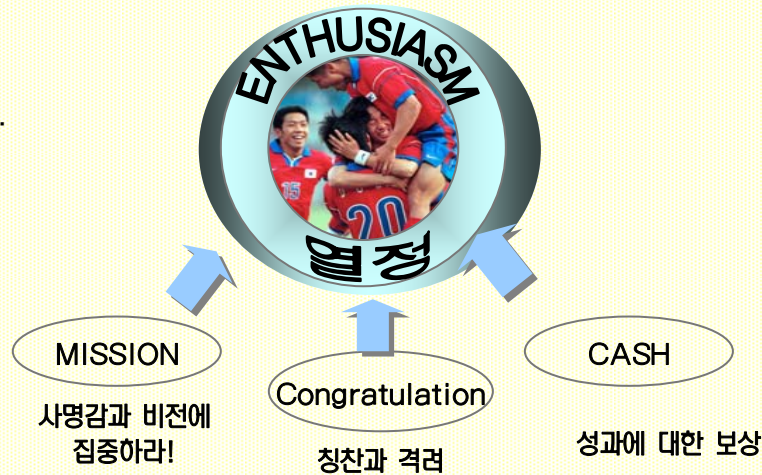 ENTHUSIASM
15
20
열정
MISSION
Congratulation
CASH
사명감과 비전에
집중하라!
칭찬과 격려
성과에 대한 보상